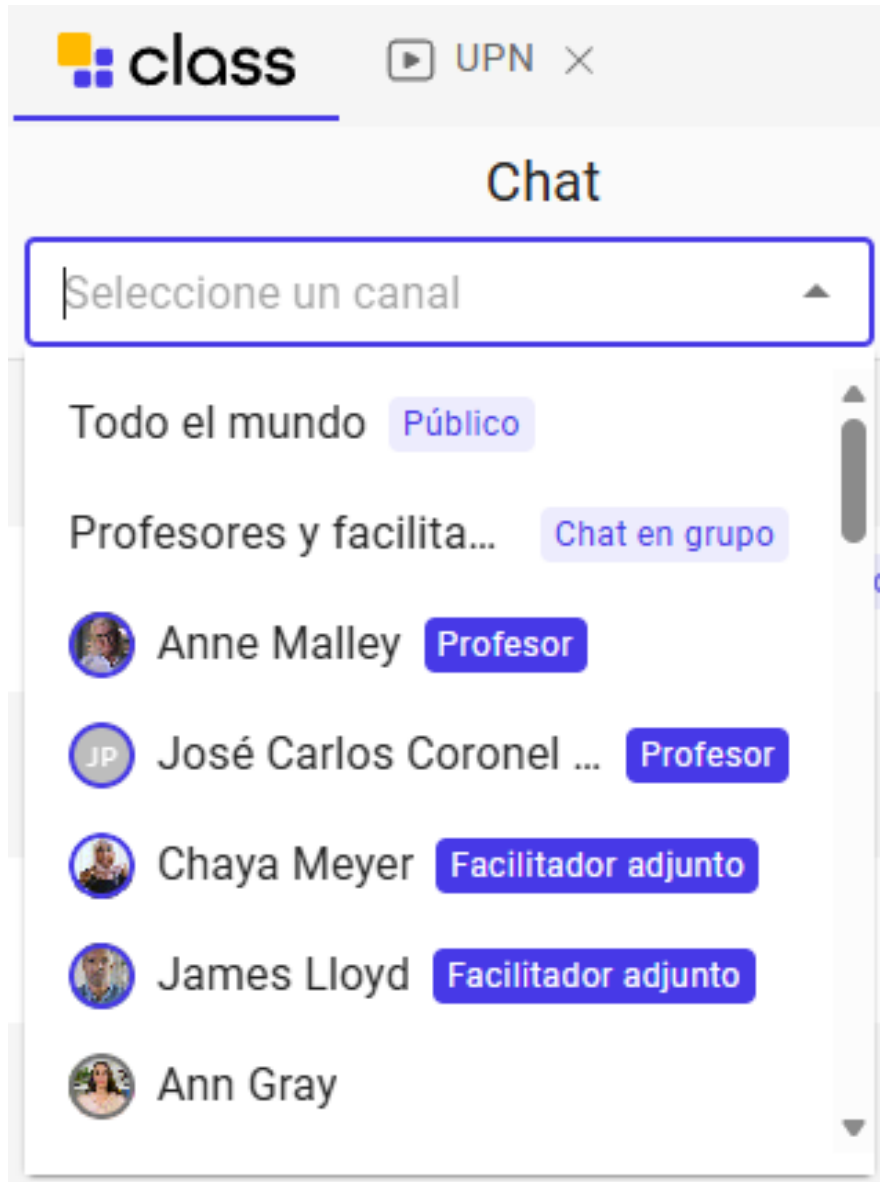 class UPN
Chat
Seleccione un canal
Todo el mundo Público
Profesores y facilita... Chat en grupo
Anne Malley Profesor
JP José Carlos Coronel ... Profesor
Chaya Meyer Facilitador adjunto
James Lloyd Facilitador adjunto
Ann Gray